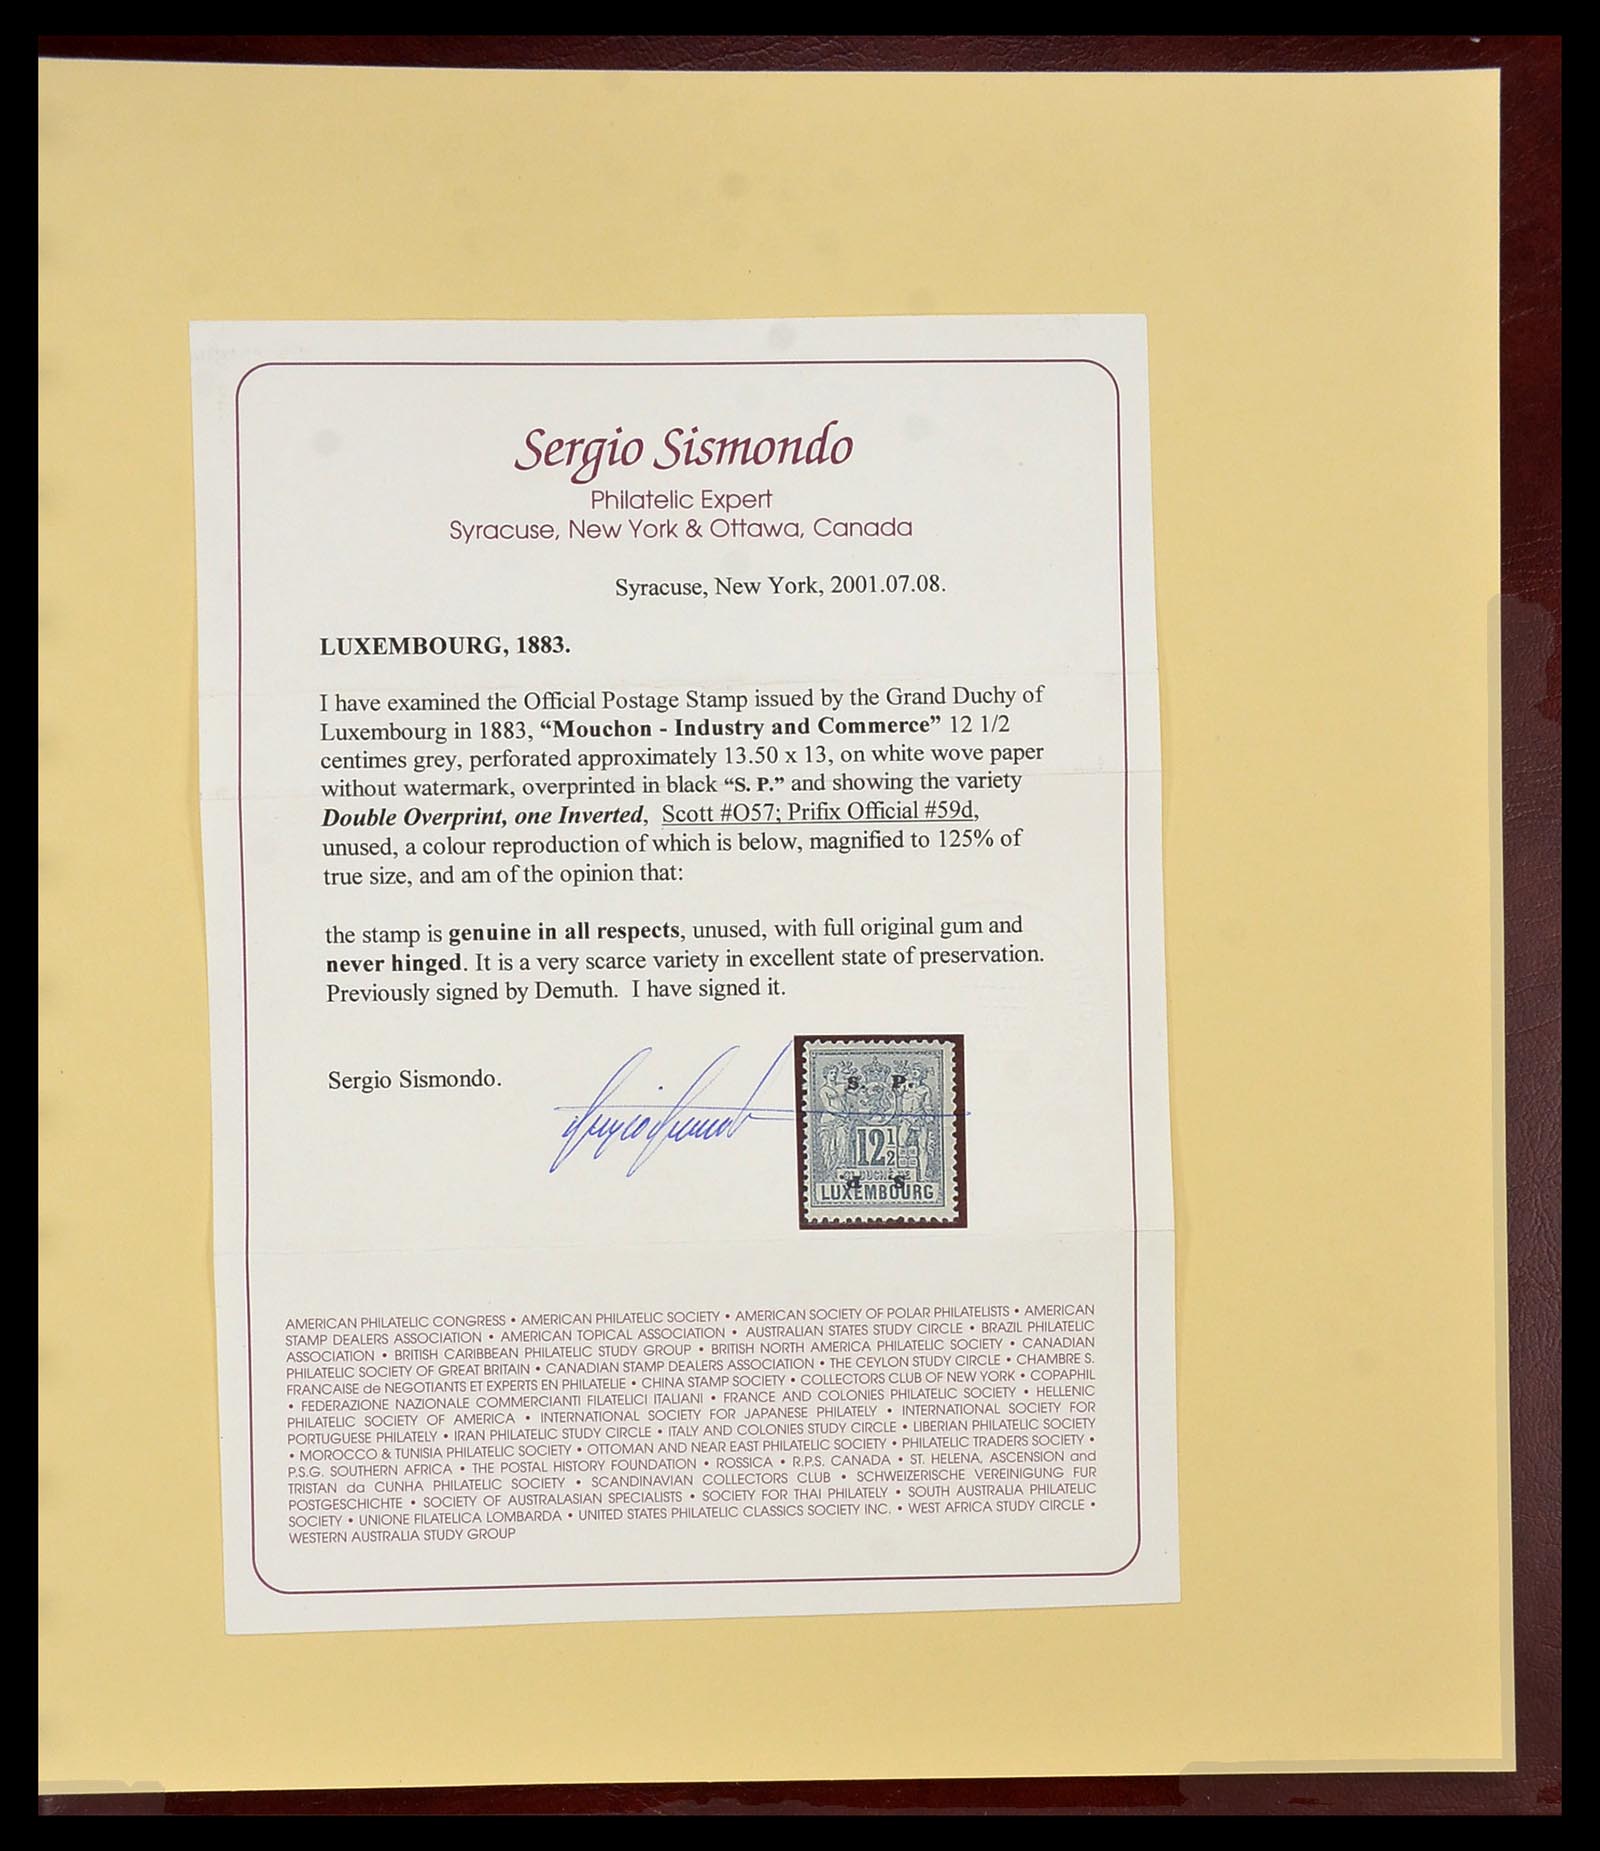 Sergio Sismondo
Philatelic Expert
Syracuse, New York & Ottawa, Canada
Syracuse, New York, 2001.07.08.
LUXEMBOURG, 1883.
I have examined the Official Postage Stamp issued by the Grand Duchy of
Luxembourg in 1883, “Mouchon - Industry and Commerce” 12 1/2
centimes grey, perforated approximately 13.50 x 13, on white wove paper
without watermark, overprinted in black “S. P.” and showing the variety
Double Overprint, one Inverted, Scott #O57; Prifix Official #59d,
unused, a colour reproduction of which is below, magnified to 125% of
true size, and am of the opinion that:
the stamp is genuine in all respects, unused, with full original gum and
never hinged. It is a very scarce variety in excellent state of preservation.
Previously signed by Demuth. I have signed it.
Sergio Sismondo.
S. P.
12 1/2
GD DUCHÉ DE
S. P.
LUXEMBOURG
AMERICAN PHILATELIC CONGRESS • AMERICAN PHILATELIC SOCIETY • AMERICAN SOCIETY OF POLAR PHILATELISTS • AMERICAN
STAMP DEALERS ASSOCIATION • AMERICAN TOPICAL ASSOCIATION • AUSTRALIAN STATES STUDY CIRCLE • BRAZIL PHILATELIC
ASSOCIATION • BRITISH CARIBBEAN PHILATELIC STUDY GROUP • BRITISH NORTH AMERICA PHILATELIC SOCIETY • CANADIAN
PHILATELIC SOCIETY OF GREAT BRITAIN • CANADIAN STAMP DEALERS ASSOCIATION • THE CEYLON STUDY CIRCLE • CHAMBRE S.
FRANCAISE de NEGOTIANTS ET EXPERTS EN PHILATELIE • CHINA STAMP SOCIETY • COLLECTORS CLUB OF NEW YORK • COPAPHIL
• FEDERAZIONE NAZIONALE COMMERCIANTI FILATELICI ITALIANI • FRANCE AND COLONIES PHILATELIC SOCIETY • HELLENIC
PHILATELIC SOCIETY OF AMERICA • INTERNATIONAL SOCIETY FOR JAPANESE PHILATELY • INTERNATIONAL SOCIETY FOR
PORTUGUESE PHILATELY • IRAN PHILATELIC STUDY CIRCLE • ITALY AND COLONIES STUDY CIRCLE • LIBERIAN PHILATELIC SOCIETY
• MOROCCO & TUNISIA PHILATELIC SOCIETY • OTTOMAN AND NEAR EAST PHILATELIC SOCIETY • PHILATELIC TRADERS SOCIETY •
P.S.G. SOUTHERN AFRICA • THE POSTAL HISTORY FOUNDATION • ROSSICA • R.P.S. CANADA • ST. HELENA, ASCENSION and
TRISTAN da CUNHA PHILATELIC SOCIETY • SCANDINAVIAN COLLECTORS CLUB • SCHWEIZERISCHE VEREINIGUNG FUR
POSTGESCHICHTE • SOCIETY OF AUSTRALASIAN SPECIALISTS • SOCIETY FOR THAI PHILATELY • SOUTH AUSTRALIA PHILATELIC
SOCIETY • UNIONE FILATELICA LOMBARDA • UNITED STATES PHILATELIC CLASSICS SOCIETY INC. • WEST AFRICA STUDY CIRCLE •
WESTERN AUSTRALIA STUDY GROUP